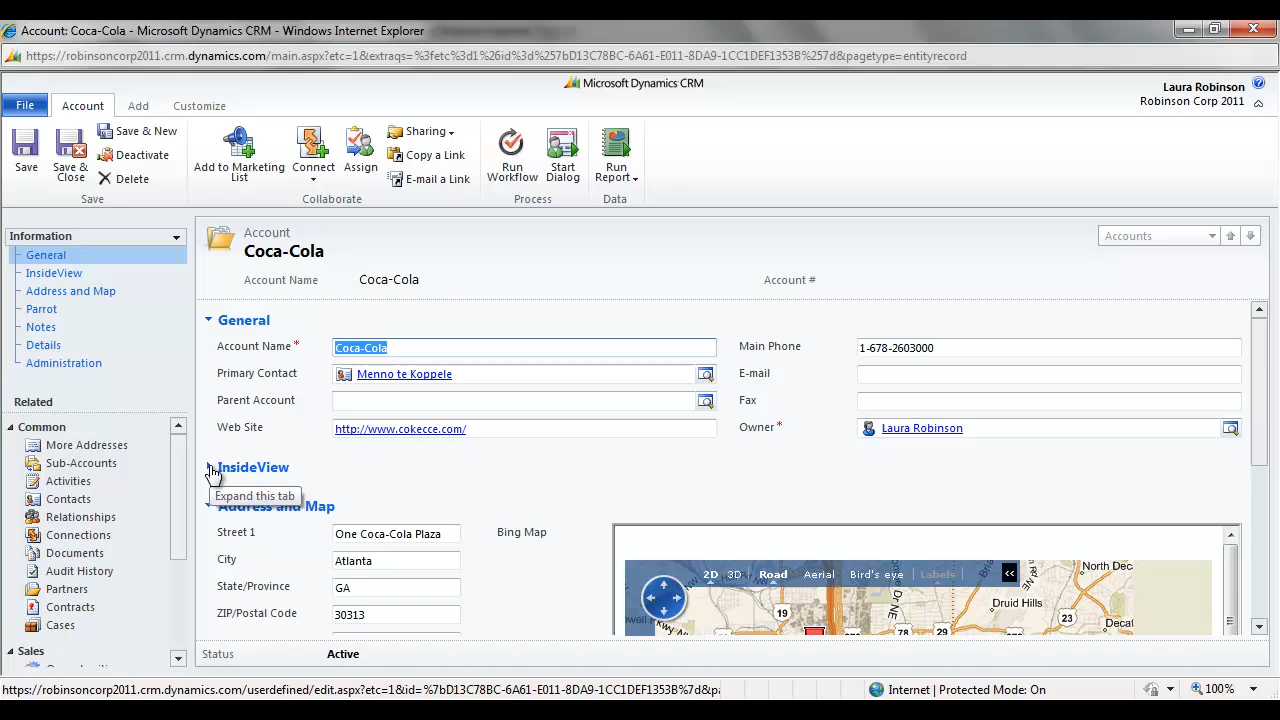 Account: Coca-Cola - Microsoft Dynamics CRM - Windows Internet Explorer
https://robinsoncorp2011.crm.dynamics.com/main.aspx?etc=1&extraqs=%3fetc%3d1%26id%3d%257bD13C78BC-6A61-E011-8DA9-1CC1DEF1353B%257d&pagetype=entityrecord
Microsoft Dynamics CRM
Laura Robinson
Robinson Corp 2011
File Account Add Customize
Save
Save & Close
Save & New
Deactivate
Delete
Add to Marketing List
Connect
Assign
Sharing
Copy a Link
E-mail a Link
Run Workflow
Start Dialog
Run Report
Save Collaborate Process Data
Information
General
InsideView
Address and Map
Parrot
Notes
Details
Administration
Related
Common
More Addresses
Sub-Accounts
Activities
Contacts
Relationships
Connections
Documents
Audit History
Partners
Contracts
Cases
Sales
Account
Coca-Cola
Accounts
Account Name Coca-Cola Account #
General
Account Name* Coca-Cola Main Phone 1-678-2603000
Primary Contact Menno te Koppele E-mail
Parent Account Fax
Web Site http://www.cokecce.com/ Owner* Laura Robinson
InsideView
Expand this tab
Address and Map
Street 1 One Coca-Cola Plaza Bing Map
City Atlanta
State/Province GA
ZIP/Postal Code 30313
2D 3D Road Aerial Bird's eye Labels <<
North Dec
Druid Hills
19
23
78
29
Decat
Status Active
https://robinsoncorp2011.crm.dynamics.com/userdefined/edit.aspx?etc=1&id=%7bD13C78BC-6A61-E011-8DA9-1CC1DEF1353B%7d&pa
Internet | Protected Mode: On
100%